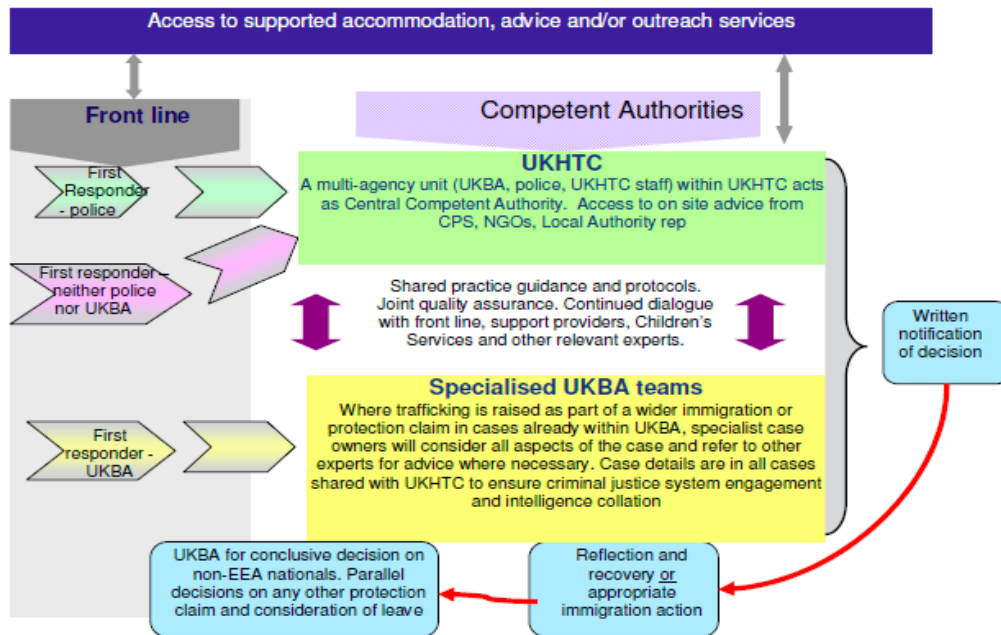 Access to supported accommodation, advice and/or outreach services
Front line
Competent Authorities
First
Responder
- police
UKHTC
A multi-agency unit (UKBA, police, UKHTC staff) within UKHTC acts
as Central Competent Authority.  Access to on site advice from
CPS, NGOs, Local Authority rep
First responder –
neither police
nor UKBA
Shared practice guidance and protocols.
Joint quality assurance. Continued dialogue
with front line, support providers, Children's
Services and other relevant experts.
Written
notification
of decision
First
responder -
UKBA
Specialised UKBA teams
Where trafficking is raised as part of a wider immigration or
protection claim in cases already within UKBA, specialist case
owners will consider all aspects of the case and refer to other
experts for advice where necessary. Case details are in all cases
shared with UKHTC to ensure criminal justice system engagement
and intelligence collation
UKBA for conclusive decision on
non-EEA nationals. Parallel
decisions on any other protection
claim and consideration of leave
Reflection and
recovery or
appropriate
immigration action